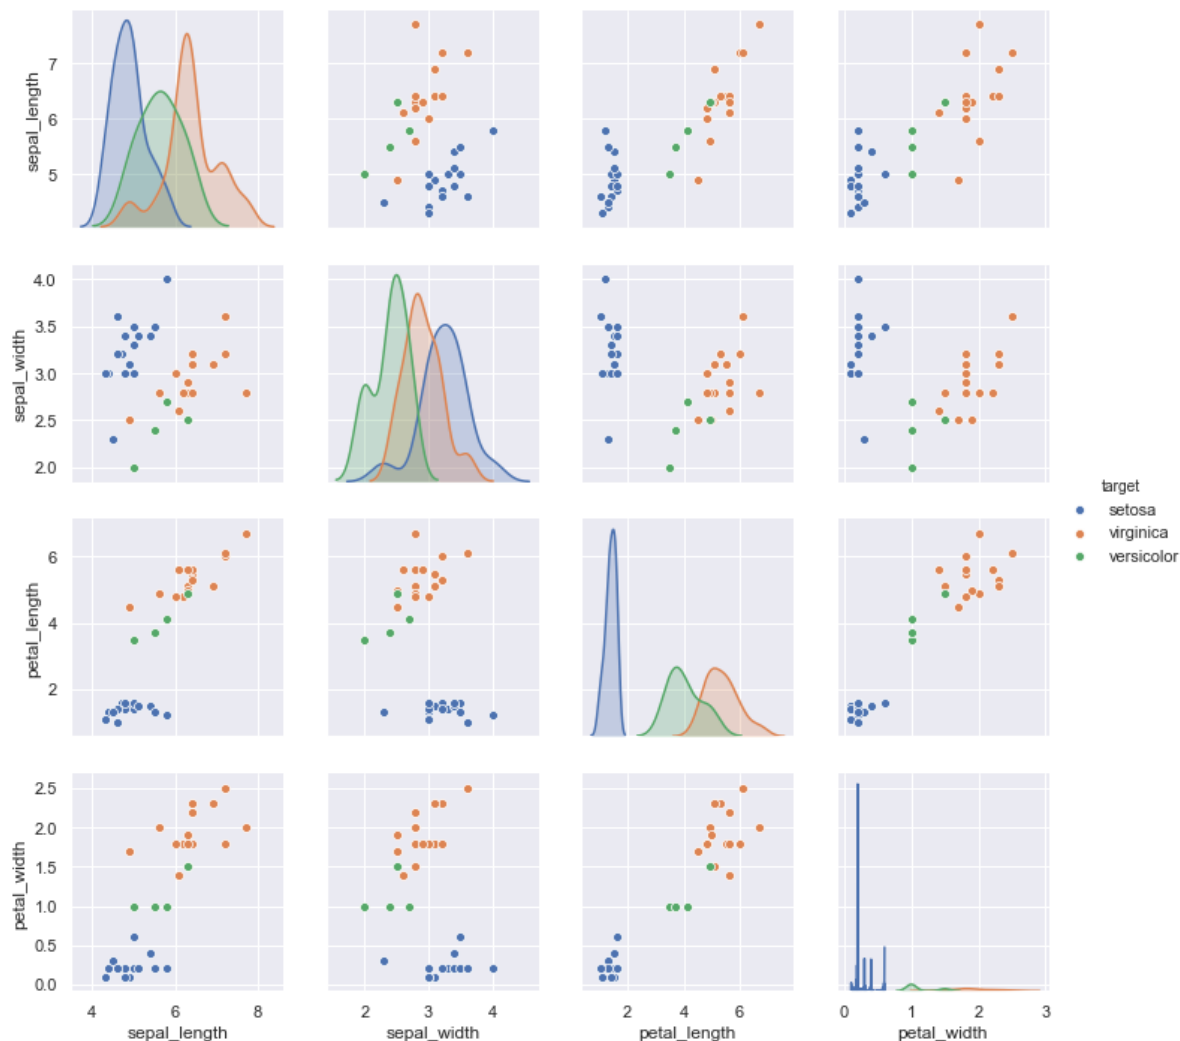 sepal_length
7
6
5
sepal_width
4.0
3.5
3.0
2.5
2.0
target
setosa
virginica
versicolor
petal_length
6
4
2
petal_width
2.5
2.0
1.5
1.0
0.5
0.0
4 6 8
2 3 4
2 4 6
0 1 2 3
sepal_length
sepal_width
petal_length
petal_width